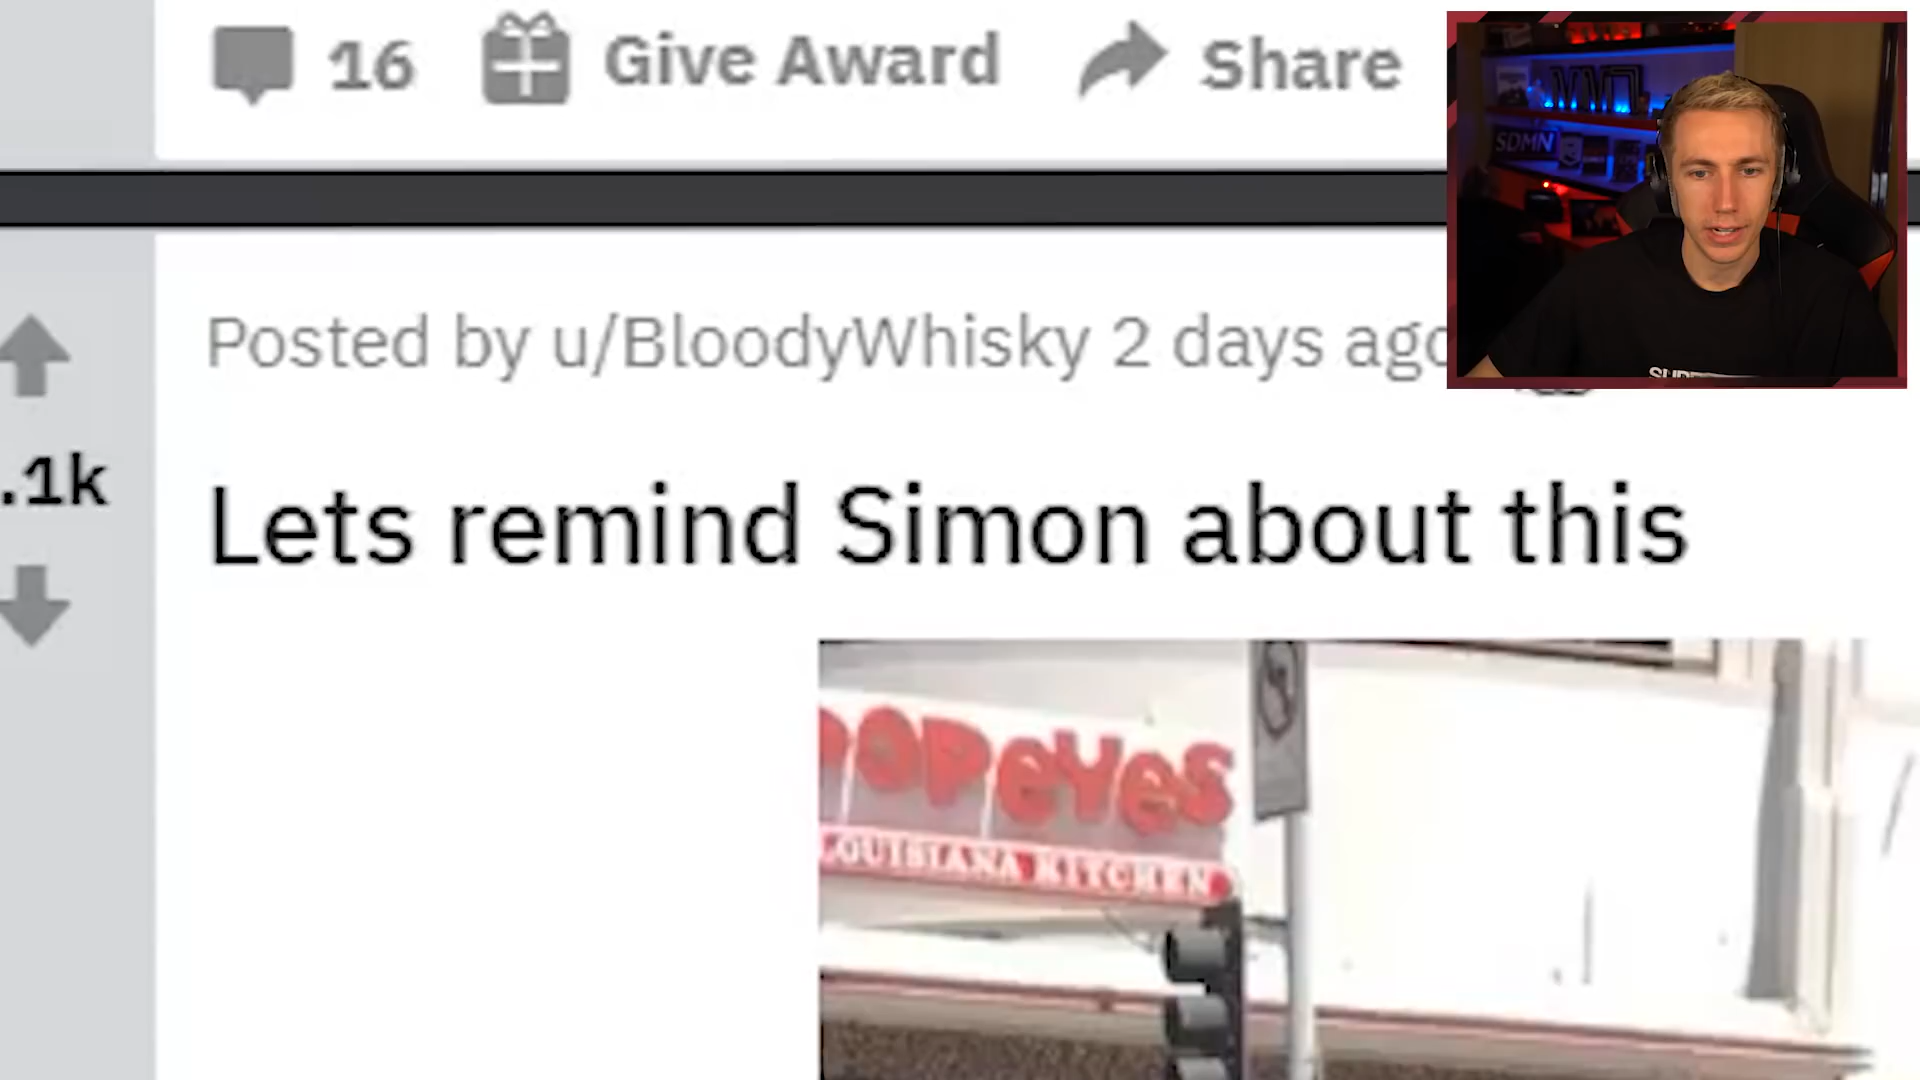 16 Give Award Share
SDMN
Posted by u/BloodyWhisky 2 days ago
.1k
Lets remind Simon about this
POPEYES
LOUISIANA KITCHEN